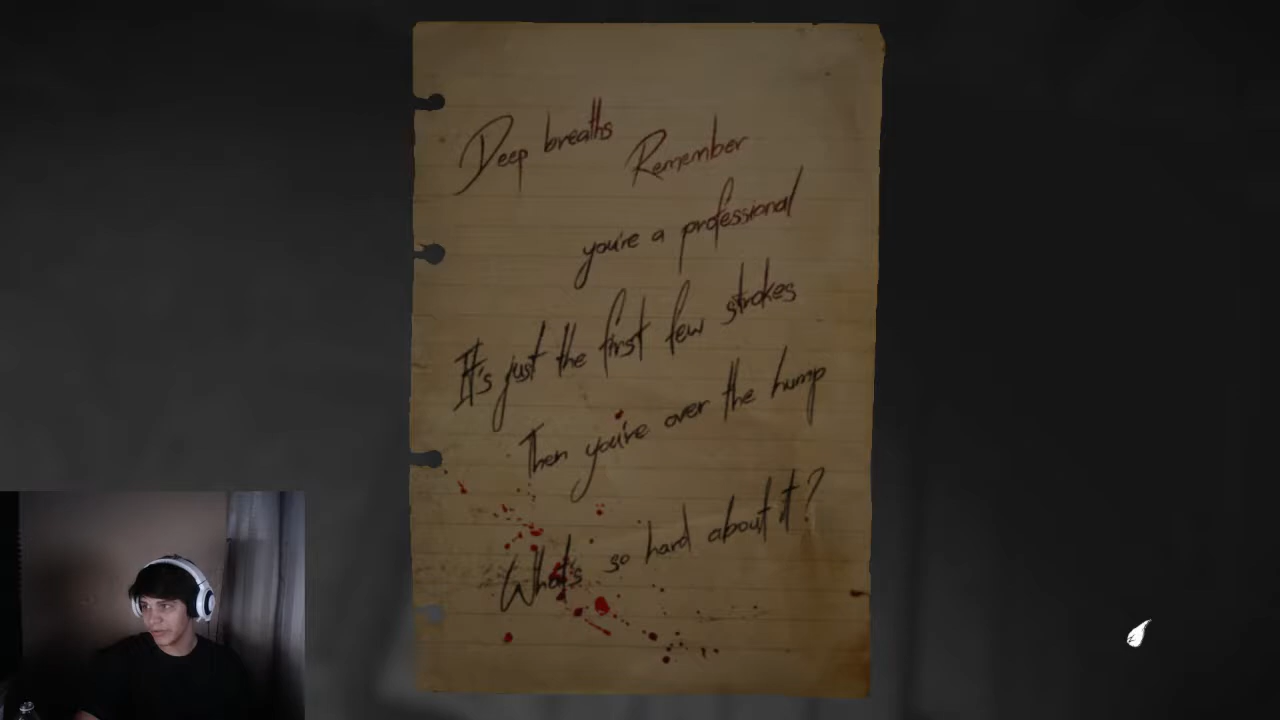 Deep breaths
Remember
you're a professional
It's just the first few strokes
Then you're over the hump
What's so hard about it?